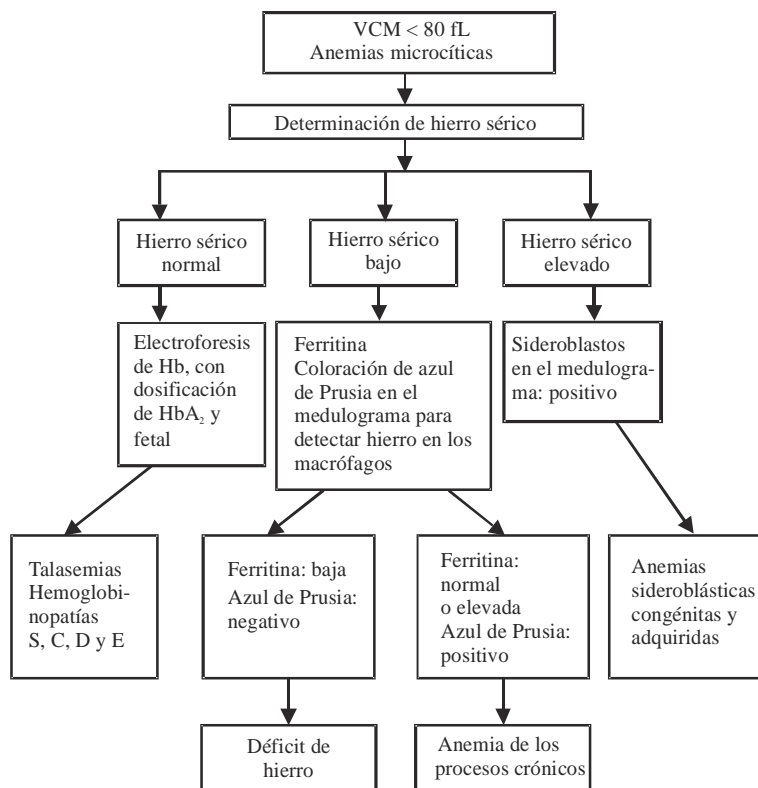 VCM < 80 fL
Anemias microcíticas
Determinación de hierro sérico
Hierro sérico
normal
Hierro sérico
bajo
Hierro sérico
elevado
Electroforesis
de Hb, con
dosificación
de HbA₂ y
fetal
Ferritina
Coloración de azul
de Prusia en el
medulograma para
detectar hierro en los
macrófagos
Sideroblastos
en el medulogra-
ma: positivo
Talasemias
Hemoglobi-
nopatías
S, C, D y E
Ferritina: baja
Azul de Prusia:
negativo
Ferritina:
normal
o elevada
Azul de Prusia:
positivo
Anemias
sideroblásticas
congénitas y
adquiridas
Déficit de
hierro
Anemia de los
procesos crónicos